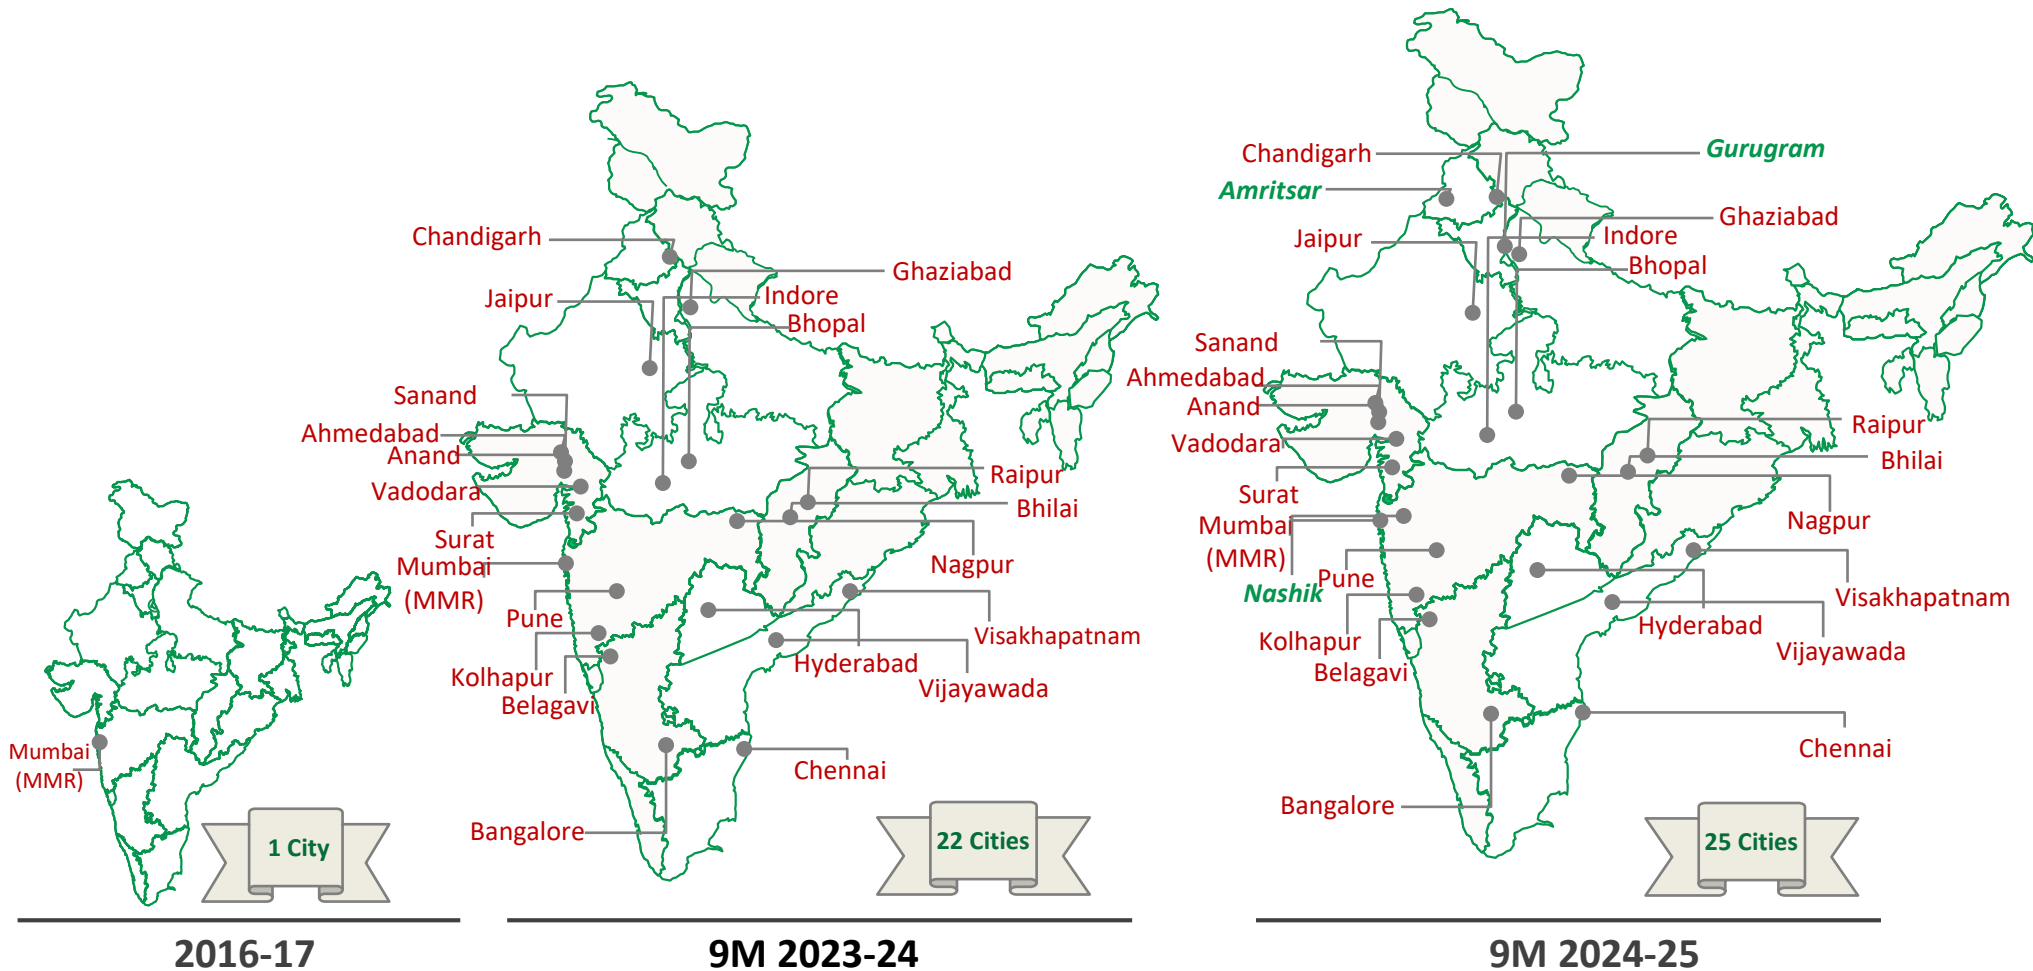 Mumbai
(MMR)
1 City
2016-17
Chandigarh
Ghaziabad
Jaipur
Indore
Bhopal
Sanand
Ahmedabad
Anand
Vadodara
Surat
Mumbai
(MMR)
Pune
Kolhapur
Belagavi
Bangalore
Raipur
Bhilai
Nagpur
Visakhapatnam
Hyderabad
Vijayawada
Chennai
22 Cities
9M 2023-24
Chandigarh
Gurugram
Amritsar
Ghaziabad
Jaipur
Indore
Bhopal
Sanand
Ahmedabad
Anand
Vadodara
Surat
Mumbai
(MMR)
Nashik
Pune
Kolhapur
Belagavi
Bangalore
Raipur
Bhilai
Nagpur
Visakhapatnam
Hyderabad
Vijayawada
Chennai
25 Cities
9M 2024-25